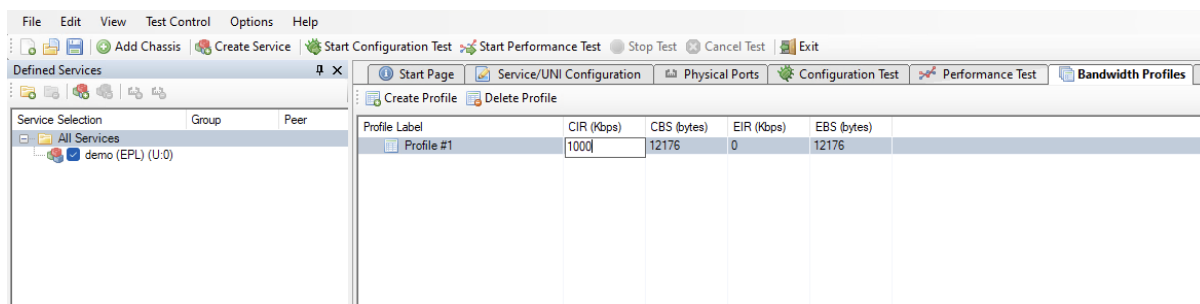 File Edit View Test Control Options Help
Add Chassis Create Service Start Configuration Test Start Performance Test Stop Test Cancel Test Exit
Defined Services
Start Page Service/UNI Configuration Physical Ports Configuration Test Performance Test Bandwidth Profiles
Create Profile Delete Profile
Service Selection Group Peer
Profile Label CIR (Kbps) CBS (bytes) EIR (Kbps) EBS (bytes)
All Services
Profile #1 1000 12176 0 12176
demo (EPL) (U:0)